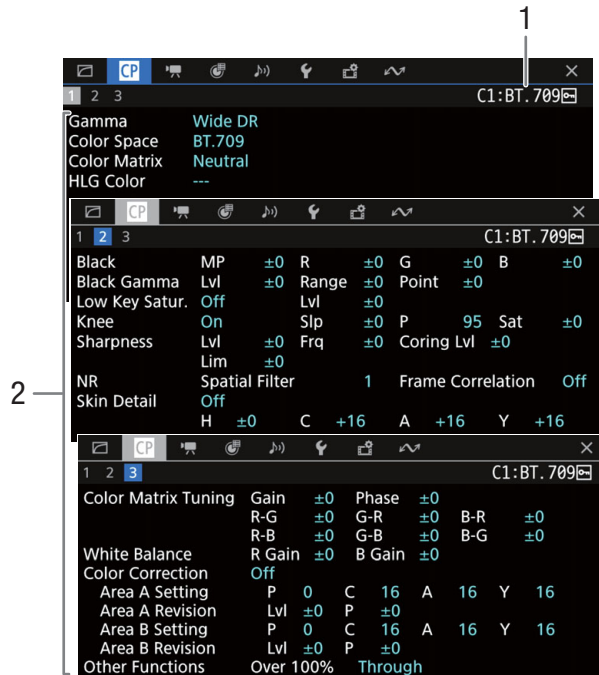 1
CP
1 2 3 C1:BT.709
Gamma Wide DR
Color Space BT.709
Color Matrix Neutral
HLG Color ---
CP
1 2 3 C1:BT.709
Black MP ±0 R ±0 G ±0 B ±0
Black Gamma Lvl ±0 Range ±0 Point ±0
Low Key Satur. Off Lvl ±0
Knee On Slp ±0 P 95 Sat ±0
Sharpness Lvl ±0 Frq ±0 Coring Lvl ±0
Lim ±0
NR Spatial Filter 1 Frame Correlation Off
Skin Detail Off
H ±0 C +16 A +16 Y +16
2
CP
1 2 3 C1:BT.709
Color Matrix Tuning Gain ±0 Phase ±0
R-G ±0 G-R ±0 B-R ±0
R-B ±0 G-B ±0 B-G ±0
White Balance R Gain ±0 B Gain ±0
Color Correction Off
Area A Setting P 0 C 16 A 16 Y 16
Area A Revision Lvl ±0 P ±0
Area B Setting P 0 C 16 A 16 Y 16
Area B Revision Lvl ±0 P ±0
Other Functions Over 100% Through